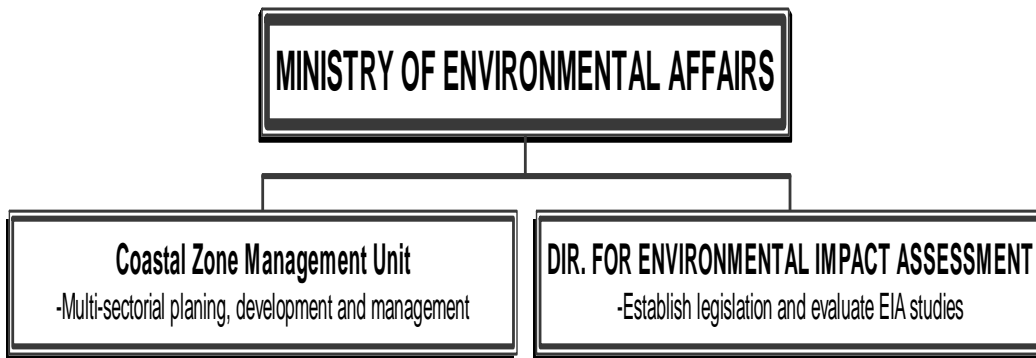 MINISTRY OF ENVIRONMENTAL AFFAIRS
Coastal Zone Management Unit
-Multi-sectorial planing, development and management
DIR. FOR ENVIRONMENTAL IMPACT ASSESSMENT
-Establish legislation and evaluate EIA studies